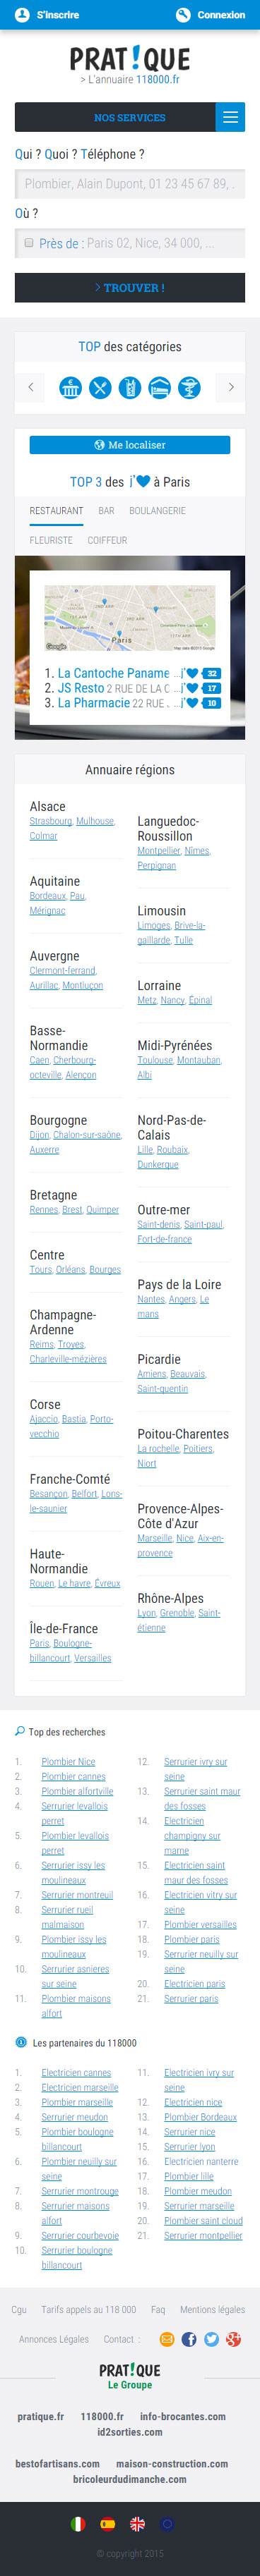 S'inscrire
Connexion
PRAT!QUE
> L'annuaire 118000.fr
NOS SERVICES
Qui ? Quoi ? Téléphone ?
Plombier, Alain Dupont, 01 23 45 67 89, .
Où ?
Près de : Paris 02, Nice, 34 000, ...
> TROUVER !
TOP des catégories
Me localiser
TOP 3 des j' à Paris
RESTAURANT BAR BOULANGERIE
FLEURISTE COIFFEUR
Paris
Google
1. La Cantoche Paname ...j' 32
2. JS Resto 2 RUE DE LA C ...j' 17
3. La Pharmacie 22 RUE . ...j' 10
Annuaire régions
Alsace
Strasbourg, Mulhouse,
Colmar
Aquitaine
Bordeaux, Pau,
Mérignac
Auvergne
Clermont-ferrand,
Aurillac, Montluçon
Basse-
Normandie
Caen, Cherbourg-
octeville, Alençon
Bourgogne
Dijon, Chalon-sur-saône,
Auxerre
Bretagne
Rennes, Brest, Quimper
Centre
Tours, Orléans, Bourges
Champagne-
Ardenne
Reims, Troyes,
Charleville-mézières
Corse
Ajaccio, Bastia, Porto-
vecchio
Franche-Comté
Besançon, Belfort, Lons-
le-saunier
Haute-
Normandie
Rouen, Le havre, Évreux
Île-de-France
Paris, Boulogne-
billancourt, Versailles
Languedoc-
Roussillon
Montpellier, Nîmes,
Perpignan
Limousin
Limoges, Brive-la-
gaillarde, Tulle
Lorraine
Metz, Nancy, Épinal
Midi-Pyrénées
Toulouse, Montauban,
Albi
Nord-Pas-de-
Calais
Lille, Roubaix,
Dunkerque
Outre-mer
Saint-denis, Saint-paul,
Fort-de-france
Pays de la Loire
Nantes, Angers, Le
mans
Picardie
Amiens, Beauvais,
Saint-quentin
Poitou-Charentes
La rochelle, Poitiers,
Niort
Provence-Alpes-
Côte d'Azur
Marseille, Nice, Aix-en-
provence
Rhône-Alpes
Lyon, Grenoble, Saint-
étienne
Top des recherches
1. Plombier Nice
2. Plombier cannes
3. Plombier alfortville
4. Serrurier levallois
perret
5. Plombier levallois
perret
6. Serrurier issy les
moulineaux
7. Serrurier montreuil
8. Serrurier rueil
malmaison
9. Plombier issy les
moulineaux
10. Serrurier asnieres
sur seine
11. Plombier maisons
alfort
12. Serrurier ivry sur
seine
13. Serrurier saint maur
des fosses
14. Electricien
champigny sur
marne
15. Electricien saint
maur des fosses
16. Electricien vitry sur
seine
17. Plombier versailles
18. Plombier paris
19. Serrurier neuilly sur
seine
20. Electricien paris
21. Serrurier paris
Les partenaires du 118000
1. Electricien cannes
2. Electricien marseille
3. Plombier marseille
4. Serrurier meudon
5. Plombier boulogne
billancourt
6. Plombier neuilly sur
seine
7. Serrurier montrouge
8. Serrurier maisons
alfort
9. Serrurier courbevoie
10. Serrurier boulogne
billancourt
11. Electricien ivry sur
seine
12. Electricien nice
13. Plombier Bordeaux
14. Serrurier nice
15. Serrurier lyon
16. Electricien nanterre
17. Plombier lille
18. Plombier meudon
19. Serrurier marseille
20. Plombier saint cloud
21. Serrurier montpellier
Cgu Tarifs appels au 118 000 Faq Mentions légales
Annonces Légales Contact :
PRAT!QUE
Le Groupe
pratique.fr 118000.fr info-brocantes.com
id2sorties.com
bestofartisans.com maison-construction.com
bricoleurdudimanche.com
© copyright 2015